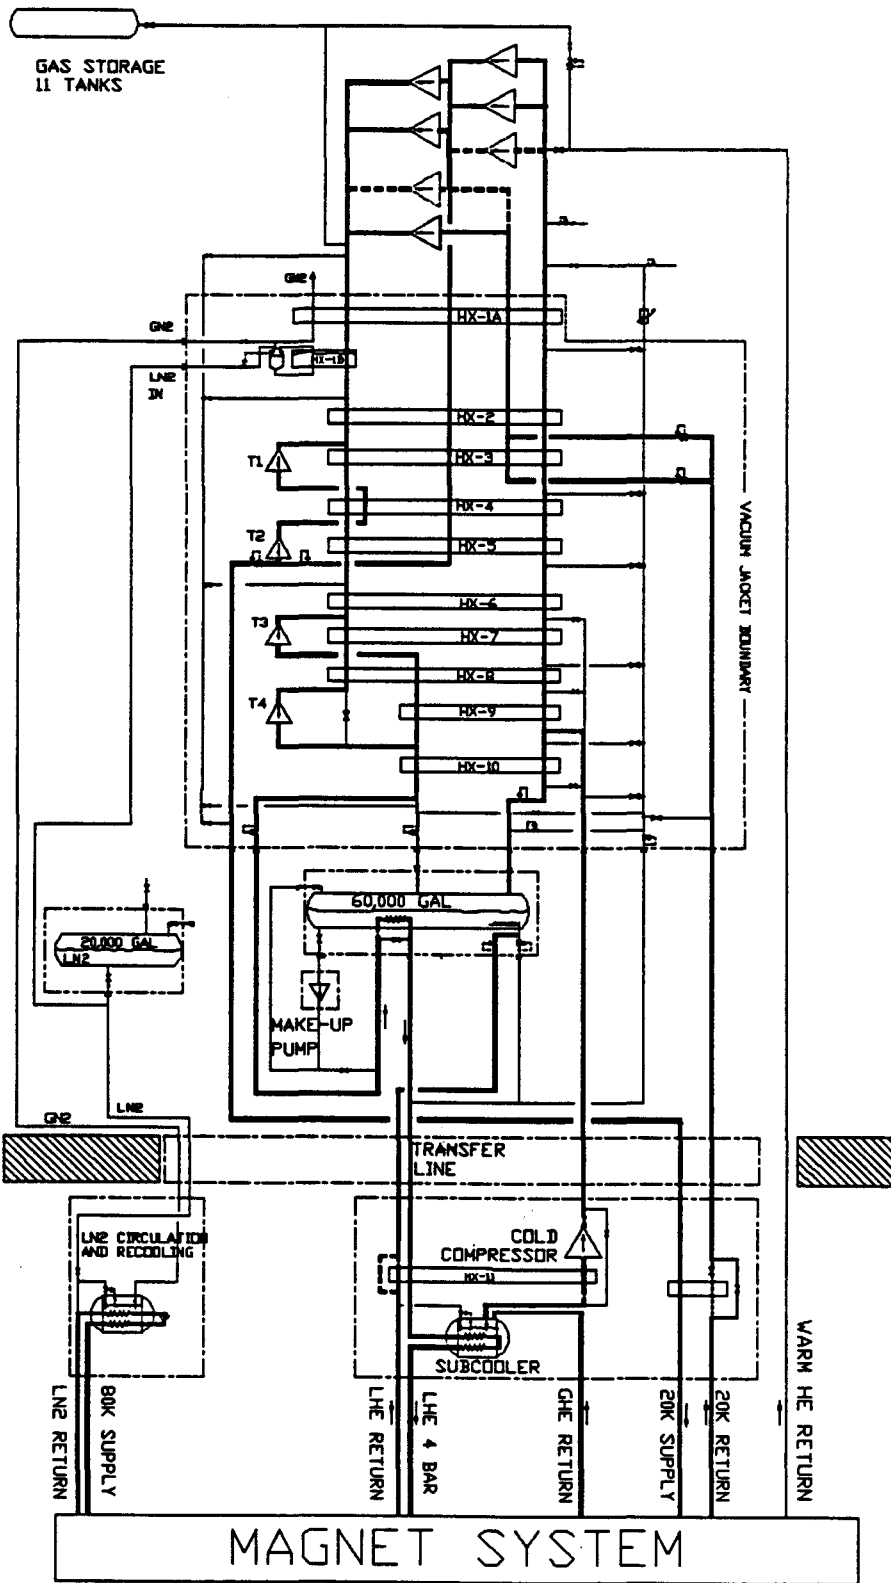 GAS STORAGE
11 TANKS
GN2
HX-1A
GN2
HX-1B
LN2
IN
HX-2
T1
HX-3
HX-4
T2
HX-5
VACUUM JACKET BOUNDARY
HX-6
T3
HX-7
HX-8
T4
HX-9
HX-10
60,000 GAL
20,000 GAL
LN2
MAKE-UP
PUMP
LN2
GN2
TRANSFER
LINE
LN2 CIRCULATION
AND RECOOLING
COLD
COMPRESSOR
HX-11
SUBCOOLER
LN2 RETURN
80K SUPPLY
LHE RETURN
LHE 4 BAR
GHE RETURN
20K SUPPLY
20K RETURN
WARM HE RETURN
MAGNET SYSTEM